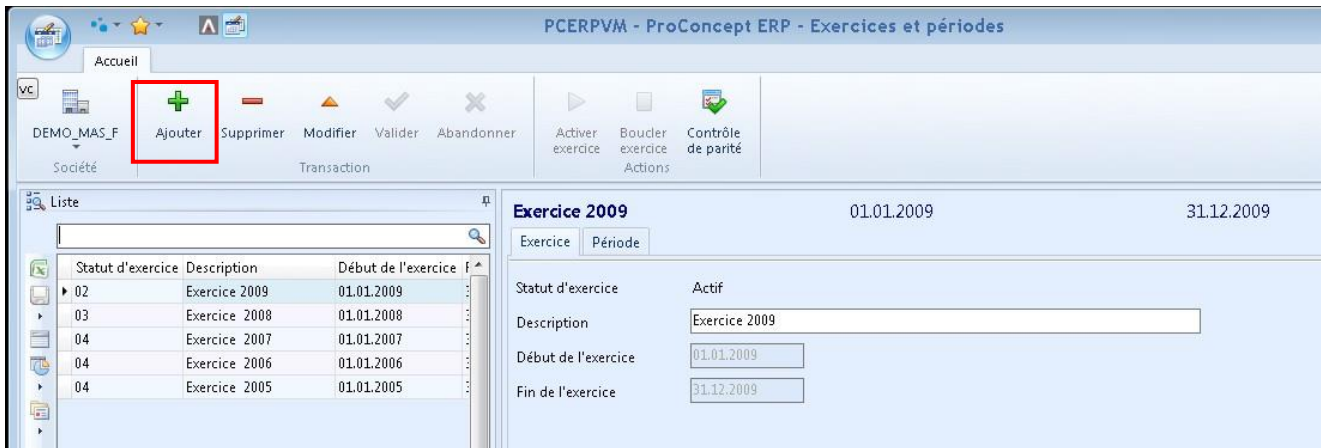 PCERPVM - ProConcept ERP - Exercices et périodes
Accueil
VC
DEMO_MAS_F Ajouter Supprimer Modifier Valider Abandonner Activer exercice Boucler exercice Contrôle de parité
Société Transaction Actions
Liste
Exercice 2009 01.01.2009 31.12.2009
Exercice Période
Statut d'exercice Description Début de l'exercice
02 Exercice 2009 01.01.2009
03 Exercice 2008 01.01.2008
04 Exercice 2007 01.01.2007
04 Exercice 2006 01.01.2006
04 Exercice 2005 01.01.2005
Statut d'exercice Actif
Description Exercice 2009
Début de l'exercice 01.01.2009
Fin de l'exercice 31.12.2009